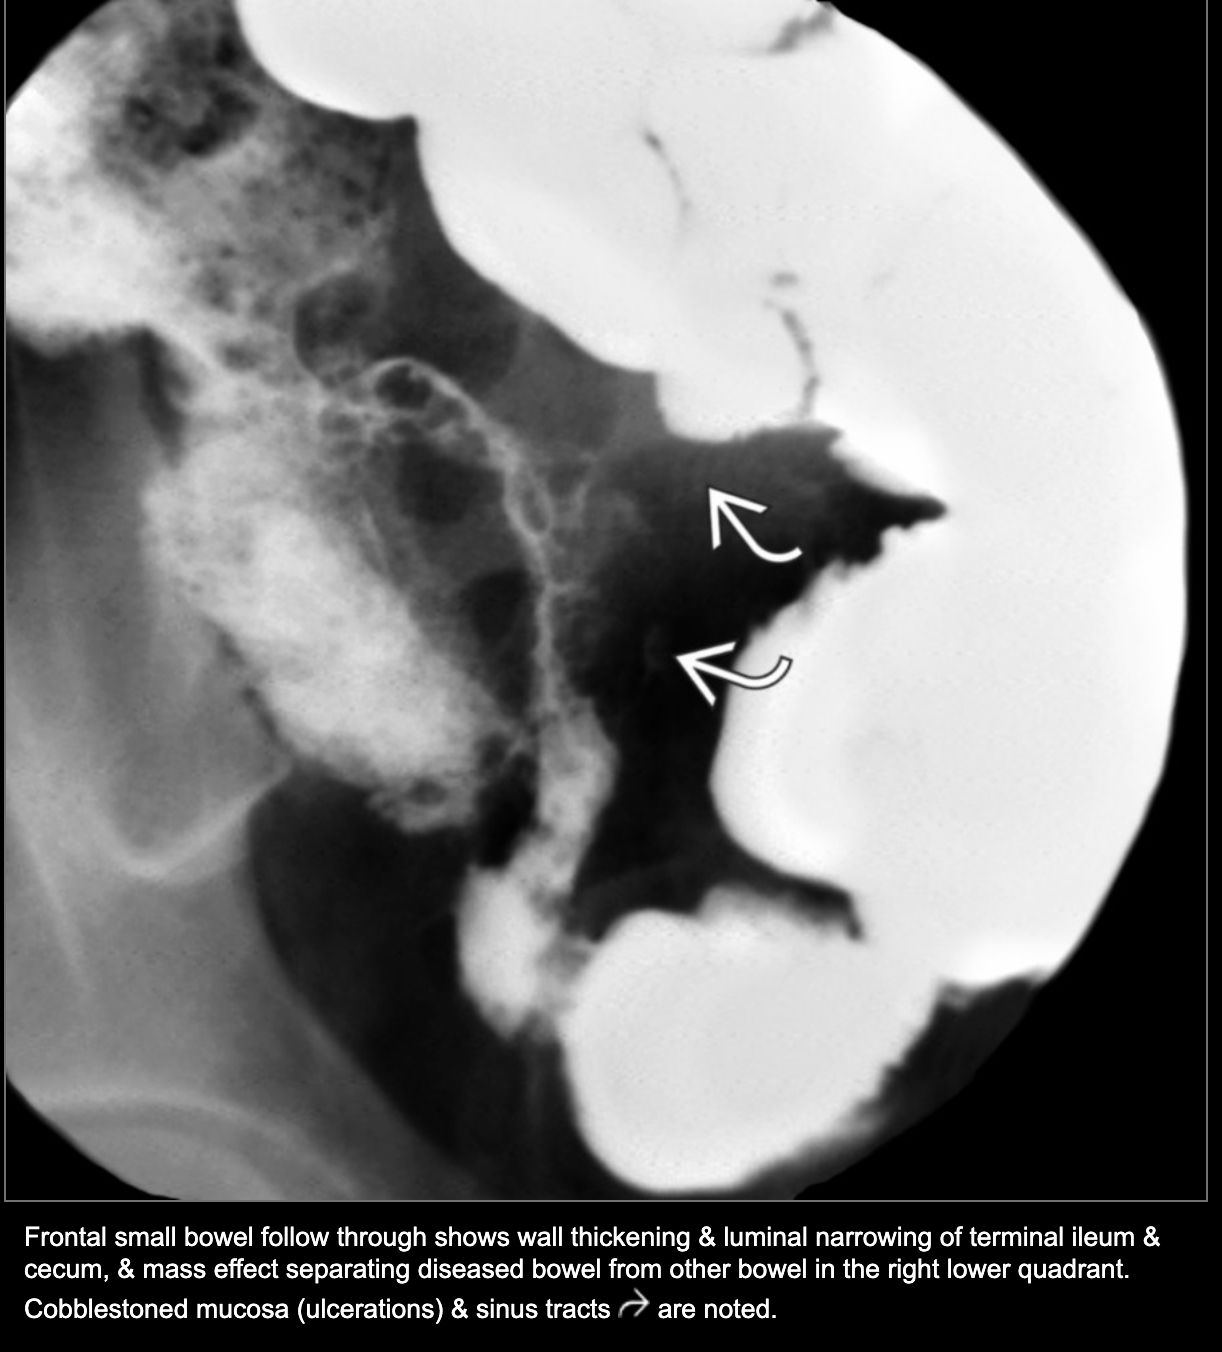 Frontal small bowel follow through shows wall thickening & luminal narrowing of terminal ileum &
cecum, & mass effect separating diseased bowel from other bowel in the right lower quadrant.
Cobblestoned mucosa (ulcerations) & sinus tracts are noted.